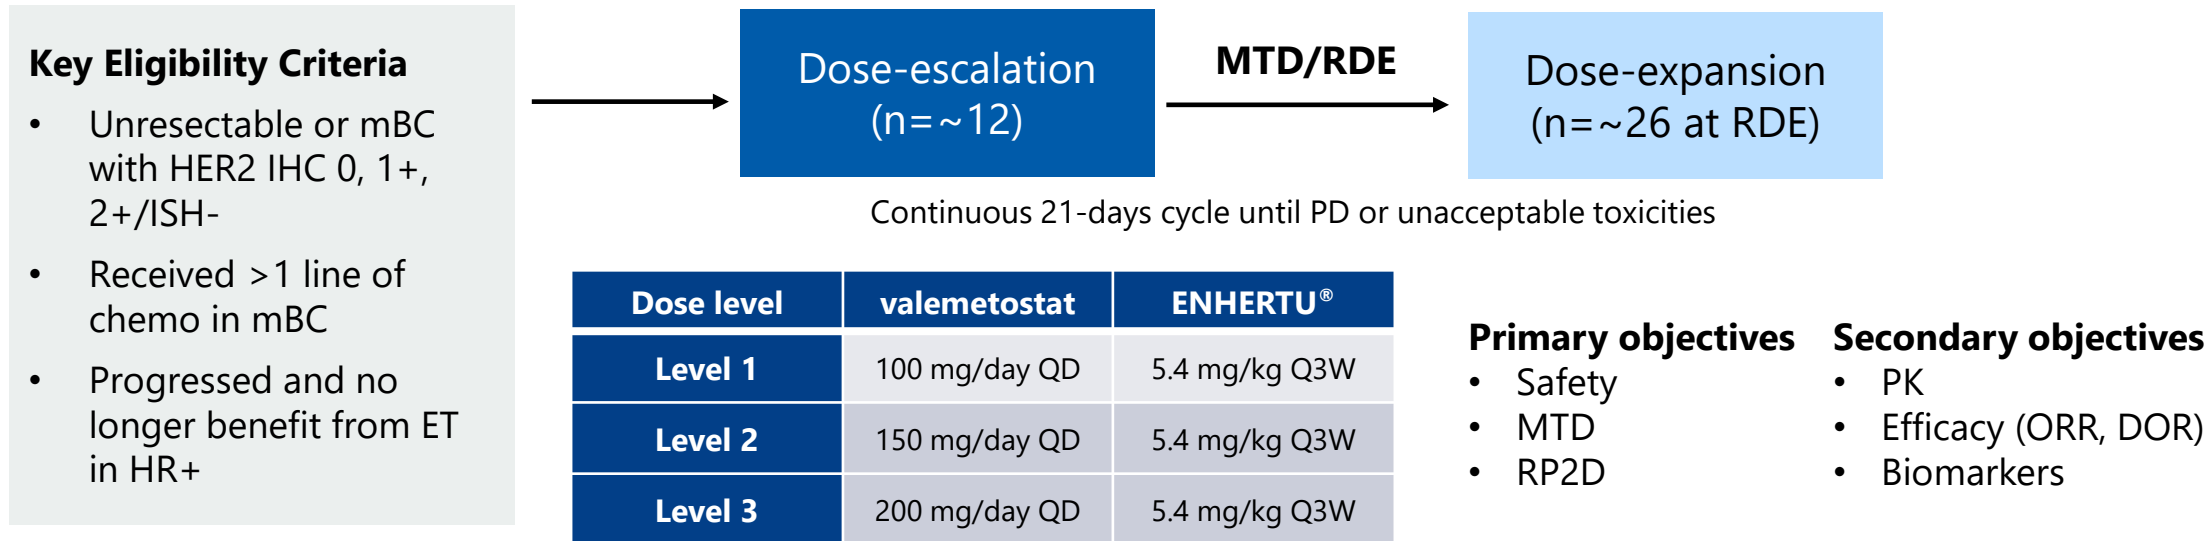 Key Eligibility Criteria
• Unresectable or mBC
with HER2 IHC 0, 1+,
2+/ISH-
• Received >1 line of
chemo in mBC
• Progressed and no
longer benefit from ET
in HR+
Dose-escalation
(n=~12)
MTD/RDE
Dose-expansion
(n=~26 at RDE)
Continuous 21-days cycle until PD or unacceptable toxicities
Dose level valemetostat ENHERTU®
Level 1 100 mg/day QD 5.4 mg/kg Q3W
Level 2 150 mg/day QD 5.4 mg/kg Q3W
Level 3 200 mg/day QD 5.4 mg/kg Q3W
Primary objectives
• Safety
• MTD
• RP2D
Secondary objectives
• PK
• Efficacy (ORR, DOR)
• Biomarkers